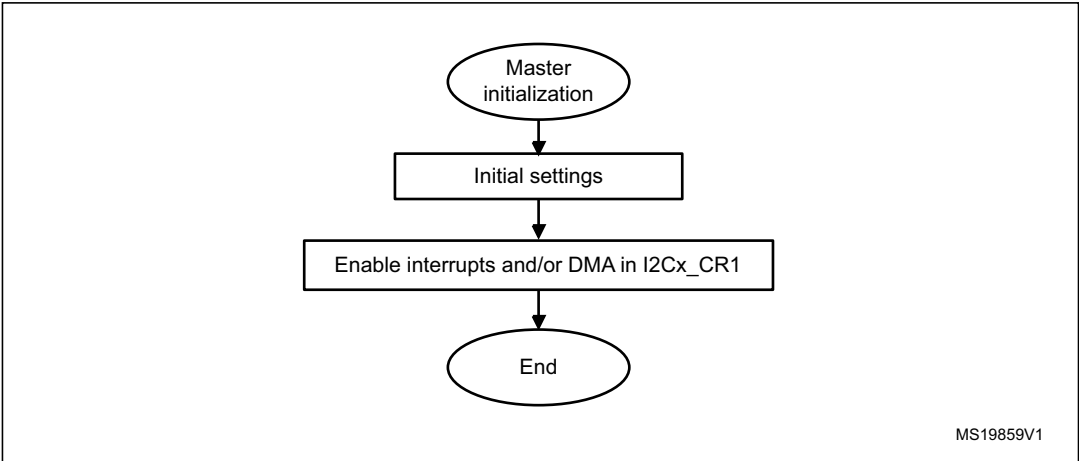 Master
initialization
Initial settings
Enable interrupts and/or DMA in I2Cx_CR1
End
MS19859V1